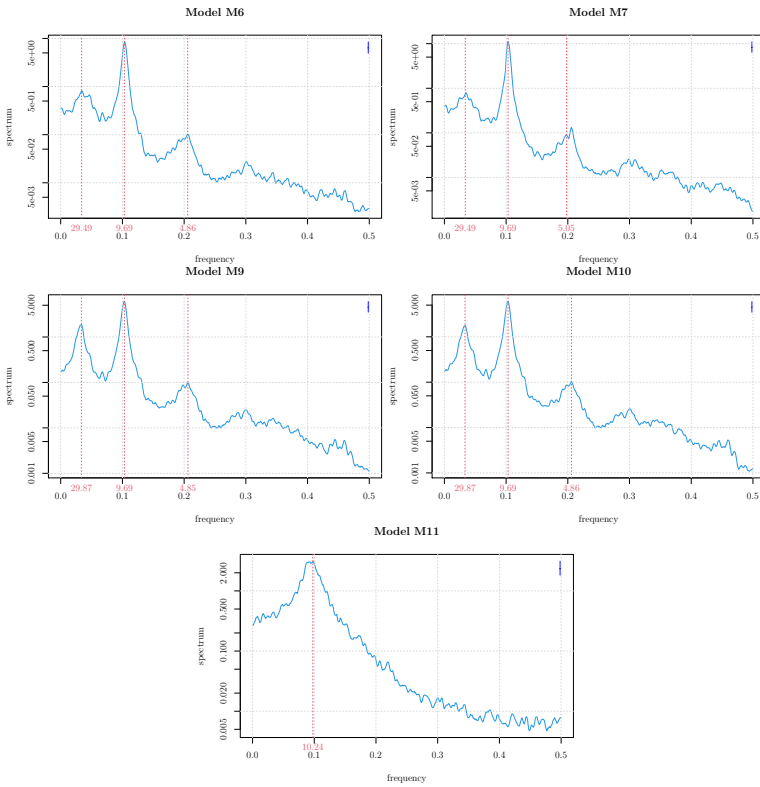 Model M6
Model M7
spectrum
5e-03 5e-02 5e-01 5e+00
spectrum
5e-03 5e-02 5e-01 5e+00
29.49 9.69 4.86
29.49 9.69 5.05
0.0 0.1 0.2 0.3 0.4 0.5
0.0 0.1 0.2 0.3 0.4 0.5
frequency
frequency
Model M9
Model M10
spectrum
0.001 0.005 0.050 0.500 5.000
spectrum
0.001 0.005 0.050 0.500 5.000
29.87 9.69 4.85
29.87 9.69 4.86
0.0 0.1 0.2 0.3 0.4 0.5
0.0 0.1 0.2 0.3 0.4 0.5
frequency
frequency
Model M11
spectrum
0.005 0.020 0.100 0.500 2.000
10.24
0.0 0.1 0.2 0.3 0.4 0.5
frequency